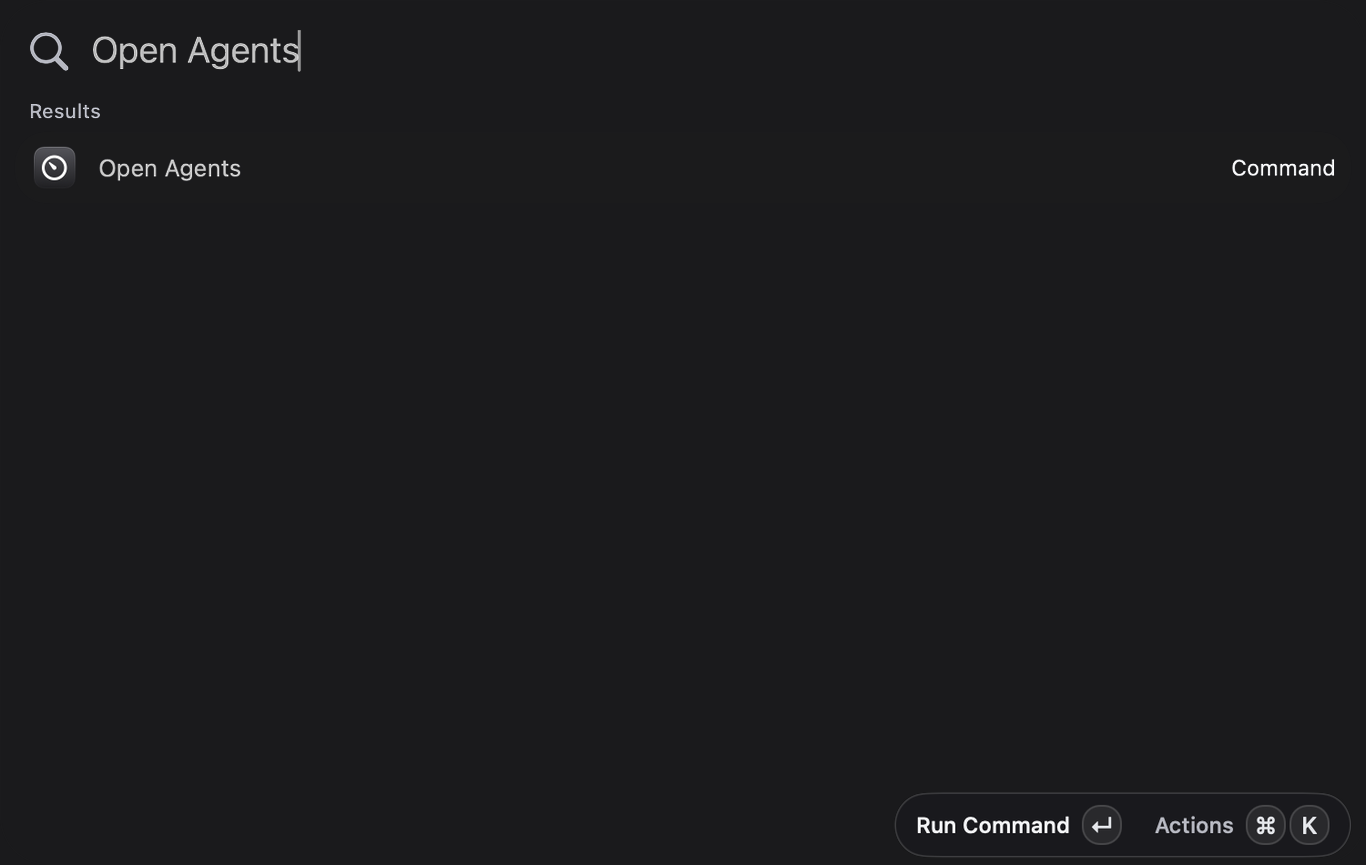 Open Agents
Results
Open Agents Command
Run Command ↵ Actions ⌘ K